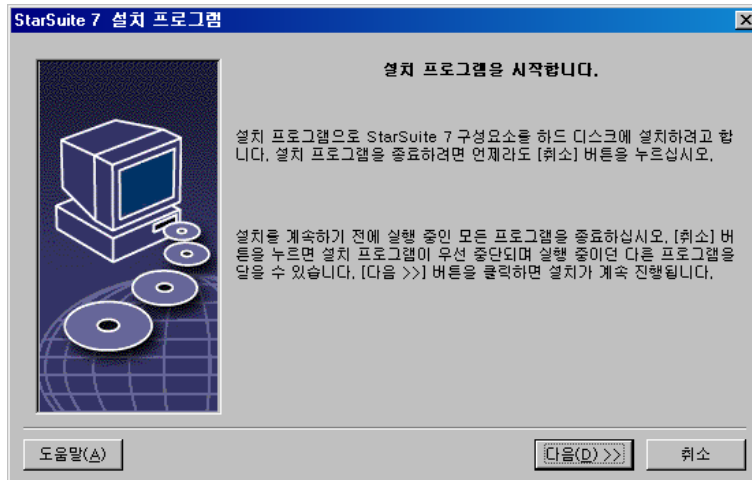 StarSuite 7 설치 프로그램
설치 프로그램을 시작합니다.
설치 프로그램으로 StarSuite 7 구성요소를 하드 디스크에 설치하려고 합
니다. 설치 프로그램을 종료하려면 언제라도 [취소] 버튼을 누르십시오.
설치를 계속하기 전에 실행 중인 모든 프로그램을 종료하십시오. [취소] 버
튼을 누르면 설치 프로그램이 우선 중단되며 실행 중이던 다른 프로그램을
닫을 수 있습니다. [다음 >>] 버튼을 클릭하면 설치가 계속 진행됩니다.
도움말(A)
다음(D) >>
취소